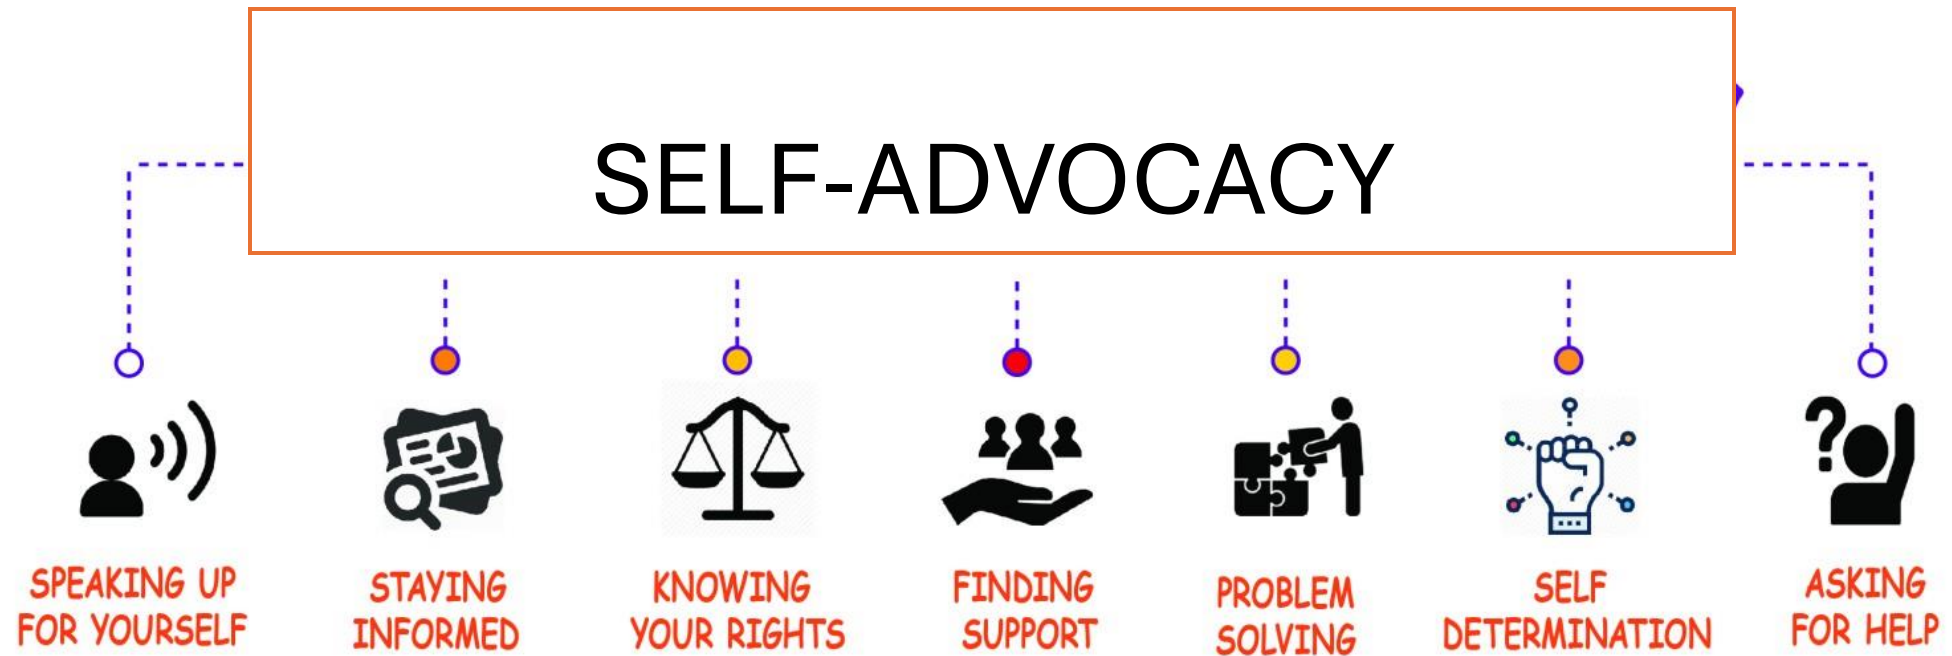 SELF-ADVOCACY
SPEAKING UP
FOR YOURSELF
STAYING
INFORMED
KNOWING
YOUR RIGHTS
FINDING
SUPPORT
PROBLEM
SOLVING
SELF
DETERMINATION
ASKING
FOR HELP